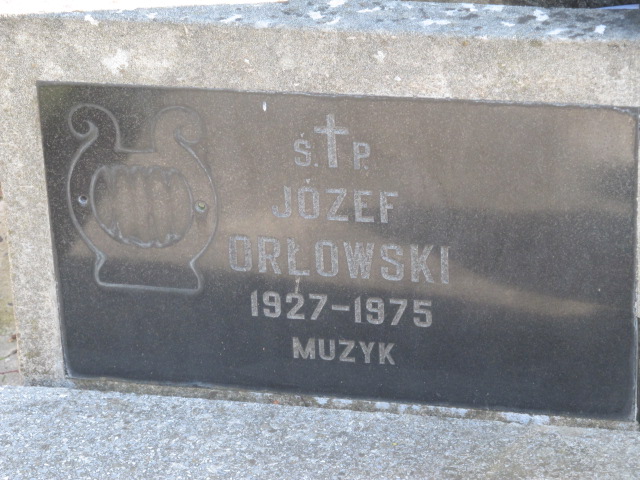 Ś.✝P.
JÓZEF
ORŁOWSKI
1927-1975
MUZYK